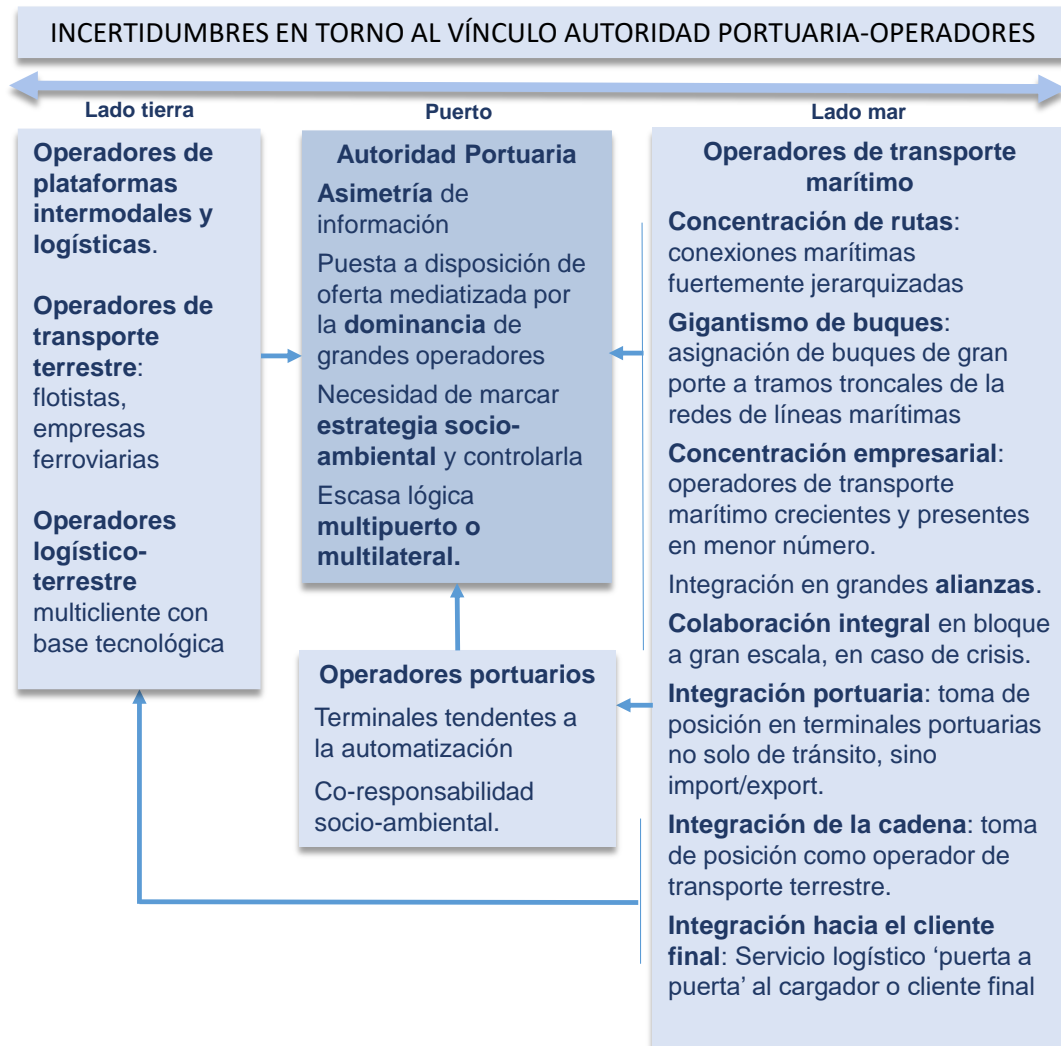 INCERTIDUMBRES EN TORNO AL VÍNCULO AUTORIDAD PORTUARIA-OPERADORES
Lado tierra
Operadores de
plataformas
intermodales y
logísticas.
Operadores de
transporte
terrestre:
flotistas,
empresas
ferroviarias
Operadores
logístico-
terrestre
multicliente con
base tecnológica
Puerto
Autoridad Portuaria
Asimetría de
información
Puesta a disposición de
oferta mediatizada por
la dominancia de
grandes operadores
Necesidad de marcar
estrategia socio-
ambiental y controlarla
Escasa lógica
multipuerto o
multilateral.
Operadores portuarios
Terminales tendentes a
la automatización
Co-responsabilidad
socio-ambiental.
Lado mar
Operadores de transporte
marítimo
Concentración de rutas:
conexiones marítimas
fuertemente jerarquizadas
Gigantismo de buques:
asignación de buques de gran
porte a tramos troncales de la
redes de líneas marítimas
Concentración empresarial:
operadores de transporte
marítimo crecientes y presentes
en menor número.
Integración en grandes alianzas.
Colaboración integral en bloque
a gran escala, en caso de crisis.
Integración portuaria: toma de
posición en terminales portuarias
no solo de tránsito, sino
import/export.
Integración de la cadena: toma
de posición como operador de
transporte terrestre.
Integración hacia el cliente
final: Servicio logístico ‘puerta a
puerta’ al cargador o cliente final